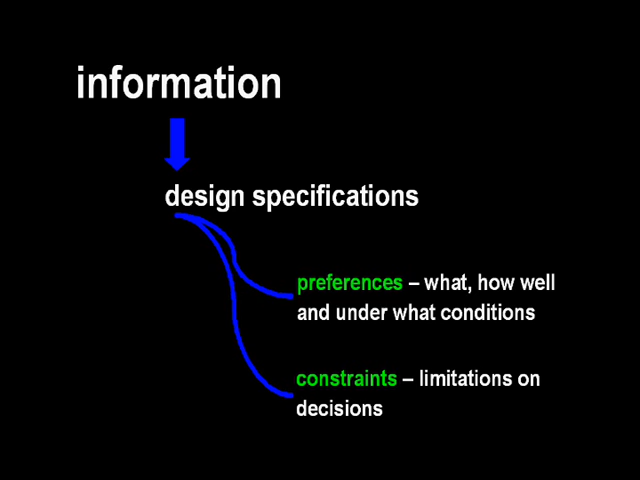 information
design specifications
preferences – what, how well
and under what conditions
constraints – limitations on
decisions